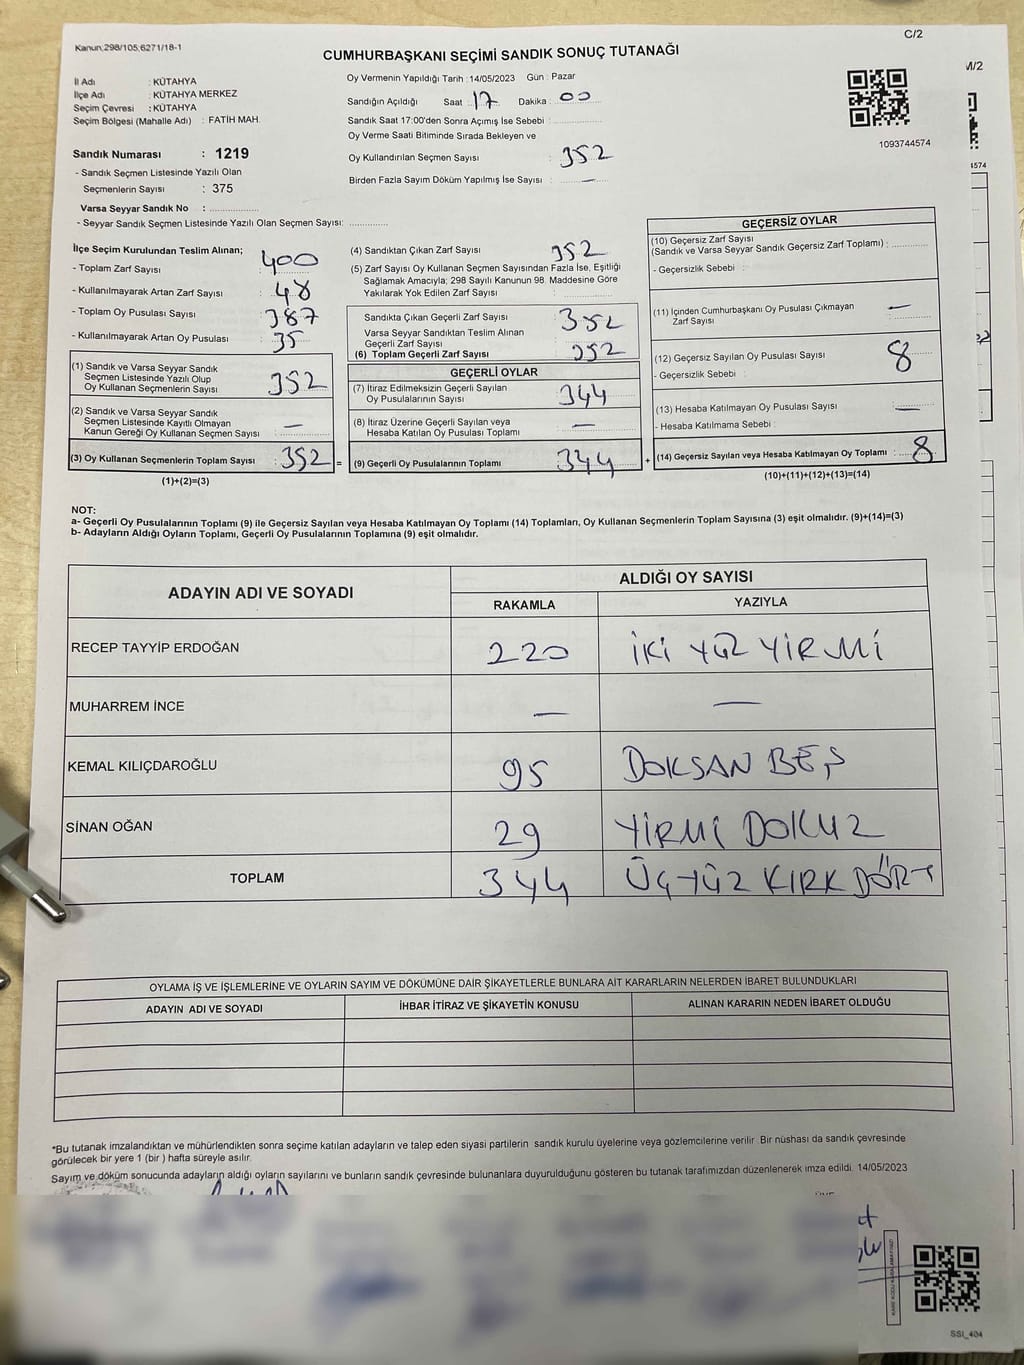 C/2
Kanun;298/105;6271/18-1
CUMHURBAŞKANI SEÇİMİ SANDIK SONUÇ TUTANAĞI
M/2
İl Adı : KÜTAHYA
İlçe Adı : KÜTAHYA MERKEZ
Seçim Çevresi : KÜTAHYA
Seçim Bölgesi (Mahalle Adı) : FATİH MAH.
Sandık Numarası : 1219
- Sandık Seçmen Listesinde Yazılı Olan
Seçmenlerin Sayısı : 375
Varsa Seyyar Sandık No :
- Seyyar Sandık Seçmen Listesinde Yazılı Olan Seçmen Sayısı:
Oy Vermenin Yapıldığı Tarih :14/05/2023 Gün : Pazar
Sandığın Açıldığı Saat : 17 Dakika : 00
Sandık Saat 17:00'den Sonra Açımış İse Sebebi :
Oy Verme Saati Bitiminde Sırada Bekleyen ve
Oy Kullandırılan Seçmen Sayısı : 352
Birden Fazla Sayım Döküm Yapılmış İse Sayısı : —
1093744574
4574
İlçe Seçim Kurulundan Teslim Alınan;
- Toplam Zarf Sayısı : 400
- Kullanılmayarak Artan Zarf Sayısı : 48
- Toplam Oy Pusulası Sayısı : 387
- Kullanılmayarak Artan Oy Pusulası : 35
(1) Sandık ve Varsa Seyyar Sandık
Seçmen Listesinde Yazılı Olup
Oy Kullanan Seçmenlerin Sayısı : 352
(2) Sandık ve Varsa Seyyar Sandık
Seçmen Listesinde Kayıtlı Olmayan
Kanun Gereği Oy Kullanan Seçmen Sayısı : —
(3) Oy Kullanan Seçmenlerin Toplam Sayısı : 352 =
(1)+(2)=(3)
(4) Sandıktan Çıkan Zarf Sayısı : 352
(5) Zarf Sayısı Oy Kullanan Seçmen Sayısından Fazla İse, Eşitliği
Sağlamak Amacıyla; 298 Sayılı Kanunun 98. Maddesine Göre
Yakılarak Yok Edilen Zarf Sayısı :
Sandıkta Çıkan Geçerli Zarf Sayısı : 352
Varsa Seyyar Sandıktan Teslim Alınan
Geçerli Zarf Sayısı :
(6) Toplam Geçerli Zarf Sayısı : 352
GEÇERLİ OYLAR
(7) İtiraz Edilmeksizin Geçerli Sayılan
Oy Pusulalarının Sayısı : 344
(8) İtiraz Üzerine Geçerli Sayılan veya
Hesaba Katılan Oy Pusulası Toplamı : —
(9) Geçerli Oy Pusulalarının Toplamı : 344 +
GEÇERSİZ OYLAR
(10) Geçersiz Zarf Sayısı
(Sandık ve Varsa Seyyar Sandık Geçersiz Zarf Toplamı) :
- Geçersizlik Sebebi :
(11) İçinden Cumhurbaşkanı Oy Pusulası Çıkmayan
Zarf Sayısı : —
(12) Geçersiz Sayılan Oy Pusulası Sayısı : 8
- Geçersizlik Sebebi :
(13) Hesaba Katılmayan Oy Pusulası Sayısı : —
- Hesaba Katılmama Sebebi :
(14) Geçersiz Sayılan veya Hesaba Katılmayan Oy Toplamı : 8
(10)+(11)+(12)+(13)=(14)
NOT:
a- Geçerli Oy Pusulalarının Toplamı (9) ile Geçersiz Sayılan veya Hesaba Katılmayan Oy Toplamı (14) Toplamları, Oy Kullanan Seçmenlerin Toplam Sayısına (3) eşit olmalıdır. (9)+(14)=(3)
b- Adayların Aldığı Oyların Toplamı, Geçerli Oy Pusulalarının Toplamına (9) eşit olmalıdır.
ADAYIN ADI VE SOYADI ALDIĞI OY SAYISI
RAKAMLA YAZIYLA
RECEP TAYYİP ERDOĞAN 220 İKİ YÜZ YİRMİ
MUHARREM İNCE — —
KEMAL KILIÇDAROĞLU 95 DOKSAN BEŞ
SİNAN OĞAN 29 YİRMİ DOKUZ
TOPLAM 344 ÜÇYÜZ KIRK DÖRT
OYLAMA İŞ VE İŞLEMLERİNE VE OYLARIN SAYIM VE DÖKÜMÜNE DAİR ŞİKAYETLERLE BUNLARA AİT KARARLARIN NELERDEN İBARET BULUNDUKLARI
ADAYIN ADI VE SOYADI İHBAR İTİRAZ VE ŞİKAYETİN KONUSU ALINAN KARARIN NEDEN İBARET OLDUĞU
*Bu tutanak imzalandıktan ve mühürlendikten sonra seçime katılan adayların ve talep eden siyasi partilerin sandık kurulu üyelerine veya gözlemcilerine verilir. Bir nüshası da sandık çevresinde
görülecek bir yere 1 (bir) hafta süreyle asılır.
Sayım ve döküm sonucunda adayların aldığı oyların sayılarını ve bunların sandık çevresinde bulunanlara duyurulduğunu gösteren bu tutanak tarafımızdan düzenlenerek imza edildi. 14/05/2023
SSI_404